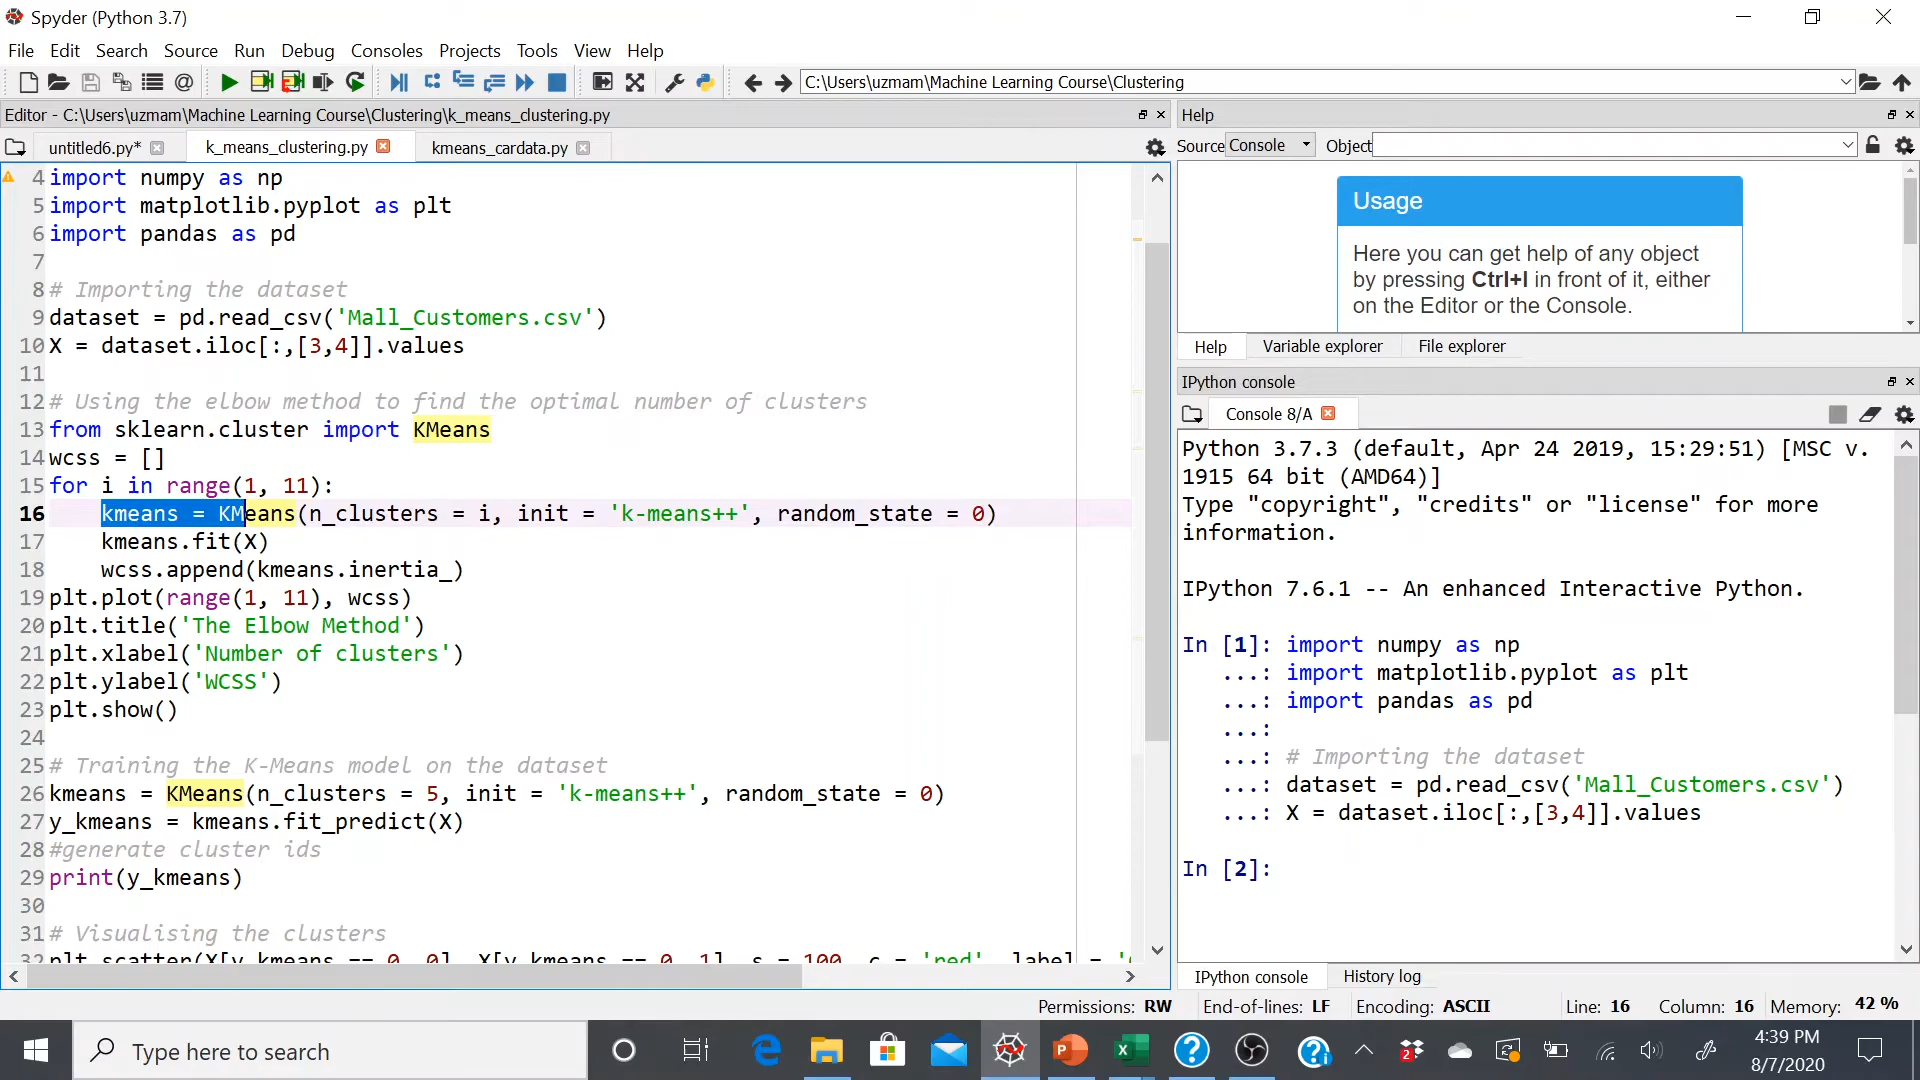 Spyder (Python 3.7)
File Edit Search Source Run Debug Consoles Projects Tools View Help
C:\Users\uzmam\Machine Learning Course\Clustering
Editor - C:\Users\uzmam\Machine Learning Course\Clustering\k_means_clustering.py
untitled6.py* k_means_clustering.py kmeans_cardata.py
4 import numpy as np
5 import matplotlib.pyplot as plt
6 import pandas as pd
7
8 # Importing the dataset
9 dataset = pd.read_csv('Mall_Customers.csv')
10 X = dataset.iloc[:,[3,4]].values
11
12 # Using the elbow method to find the optimal number of clusters
13 from sklearn.cluster import KMeans
14 wcss = []
15 for i in range(1, 11):
16     kmeans = KMeans(n_clusters = i, init = 'k-means++', random_state = 0)
17     kmeans.fit(X)
18     wcss.append(kmeans.inertia_)
19 plt.plot(range(1, 11), wcss)
20 plt.title('The Elbow Method')
21 plt.xlabel('Number of clusters')
22 plt.ylabel('WCSS')
23 plt.show()
24
25 # Training the K-Means model on the dataset
26 kmeans = KMeans(n_clusters = 5, init = 'k-means++', random_state = 0)
27 y_kmeans = kmeans.fit_predict(X)
28 #generate cluster ids
29 print(y_kmeans)
30
31 # Visualising the clusters
32 plt.scatter(X[y_kmeans == 0, 0], X[y_kmeans == 0, 1], s = 100, c = 'red', label = '
Help
Source Console Object
Usage
Here you can get help of any object
by pressing Ctrl+I in front of it, either
on the Editor or the Console.
Help Variable explorer File explorer
IPython console
Console 8/A
Python 3.7.3 (default, Apr 24 2019, 15:29:51) [MSC v.
1915 64 bit (AMD64)]
Type "copyright", "credits" or "license" for more
information.
IPython 7.6.1 -- An enhanced Interactive Python.
In [1]: import numpy as np
...: import matplotlib.pyplot as plt
...: import pandas as pd
...:
...: # Importing the dataset
...: dataset = pd.read_csv('Mall_Customers.csv')
...: X = dataset.iloc[:,[3,4]].values
In [2]:
IPython console History log
Permissions: RW End-of-lines: LF Encoding: ASCII Line: 16 Column: 16 Memory: 42 %
Type here to search
2
4:39 PM
8/7/2020